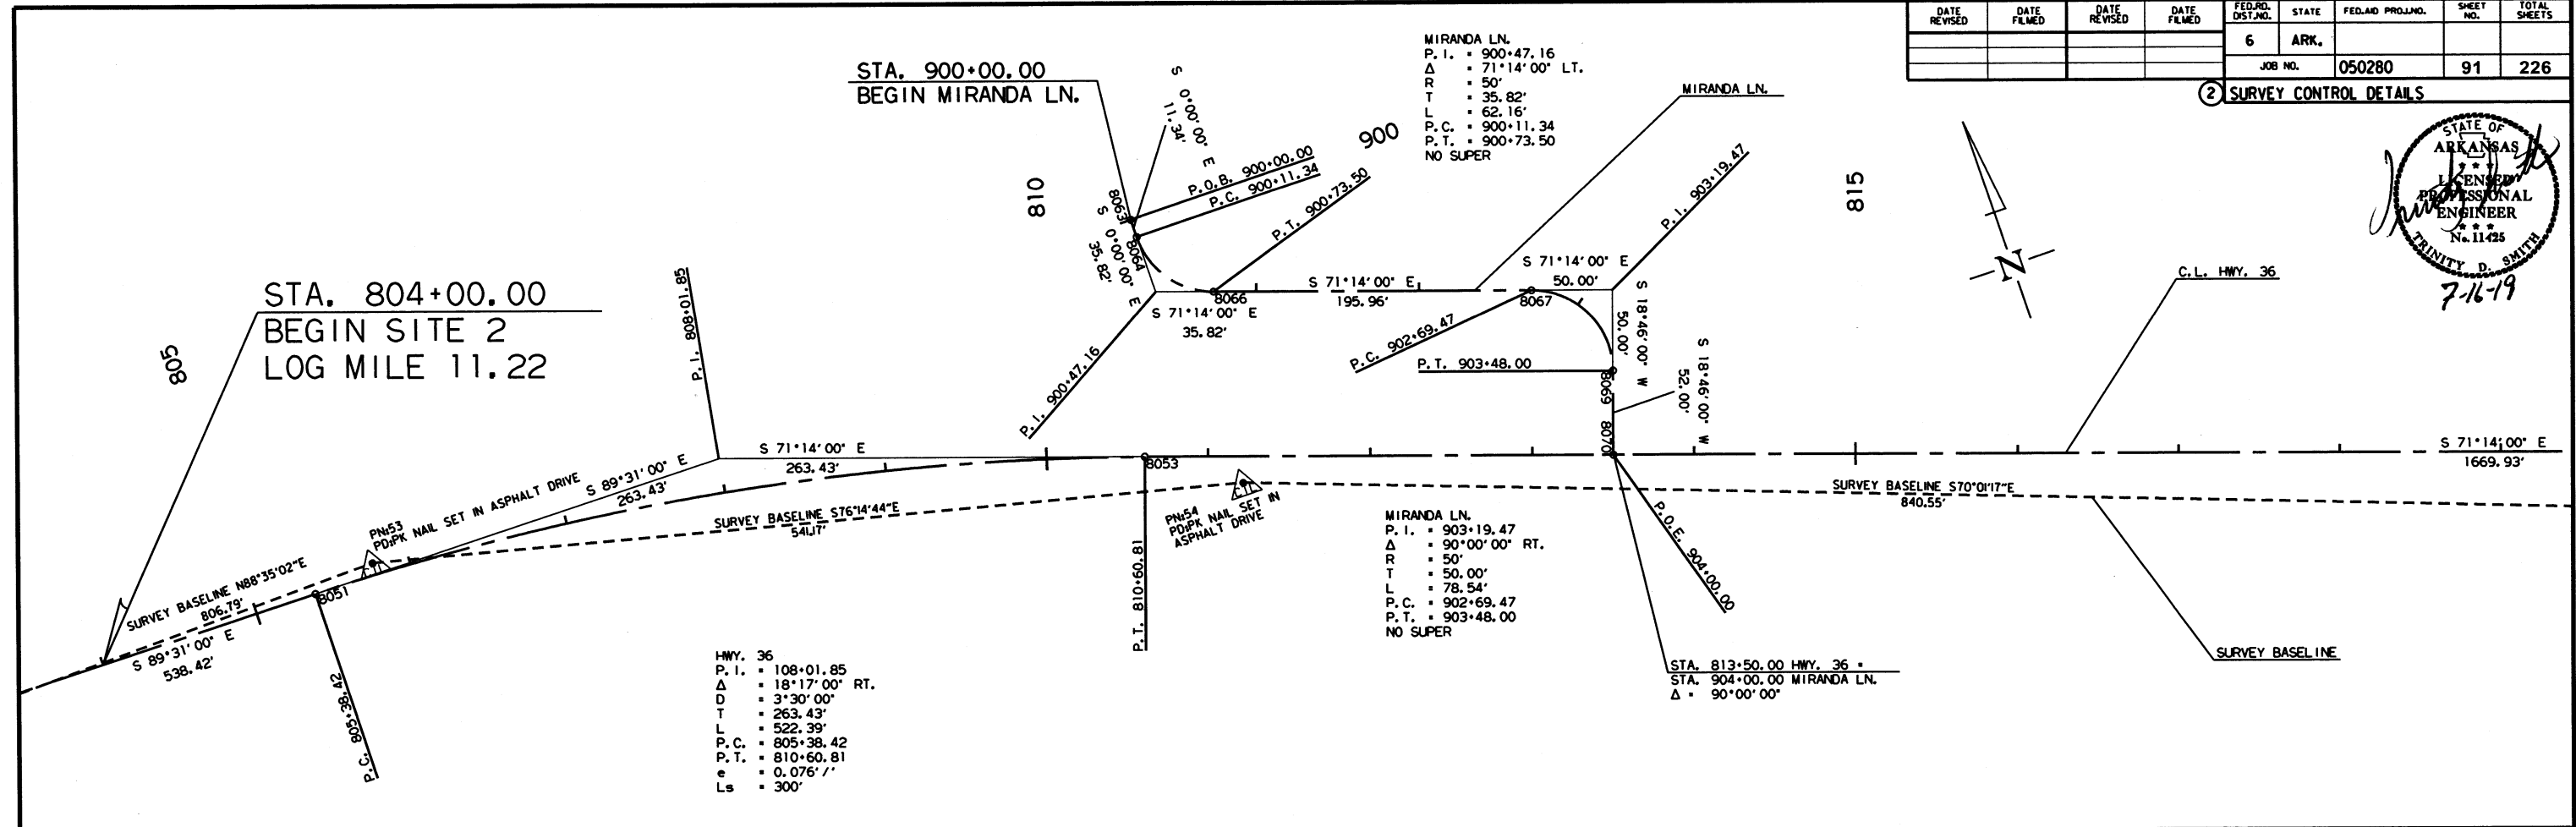 DATE REVISED
DATE FILMED
DATE REVISED
DATE FILMED
FED.RD. DIST.NO.
STATE
FED.AID PROJ.NO.
SHEET NO.
TOTAL SHEETS
6
ARK.
JOB NO.
050280
91
226
2
SURVEY CONTROL DETAILS
STATE OF
ARKANSAS
★ ★ ★
LICENSED
PROFESSIONAL
ENGINEER
★ ★ ★
No. 11425
TRINITY D. SMITH
7-16-19
STA. 900+00.00
BEGIN MIRANDA LN.
S 0°00'00" E
11.34'
MIRANDA LN.
P.I. = 900+47.16
Δ = 71°14'00" LT.
R = 50'
T = 35.82'
L = 62.16'
P.C. = 900+11.34
P.T. = 900+73.50
NO SUPER
MIRANDA LN.
900
810
815
805
P.O.B. 900+00.00
P.C. 900+11.34
P.T. 900+73.50
8063
8064
S 0°00'00" E
35.82'
P.I. 903+19.47
STA. 804+00.00
BEGIN SITE 2
LOG MILE 11.22
P.I. 808+01.85
8066
S 71°14'00" E
35.82'
S 71°14'00" E
195.96'
S 71°14'00" E
50.00'
8067
S 18°46'00" W
50.00'
P.I. 900+47.16
P.C. 902+69.47
P.T. 903+48.00
8069
8070
S 18°46'00" W
52.00'
N
C.L. HWY. 36
S 71°14'00" E
263.43'
S 89°31'00" E
263.43'
8053
S 71°14'00" E
1669.93'
PN:53
PD:PK NAIL SET IN ASPHALT DRIVE
SURVEY BASELINE S76°14'44"E
541.17'
PN:54
PD:PK NAIL SET IN
ASPHALT DRIVE
SURVEY BASELINE S70°01'17"E
840.55'
SURVEY BASELINE N88°35'02"E
806.79'
8051
S 89°31'00" E
538.42'
P.C. 805+38.42
P.T. 810+60.81
P.O.E. 904+00.00
MIRANDA LN.
P.I. = 903+19.47
Δ = 90°00'00" RT.
R = 50'
T = 50.00'
L = 78.54'
P.C. = 902+69.47
P.T. = 903+48.00
NO SUPER
HWY. 36
P.I. = 108+01.85
Δ = 18°17'00" RT.
D = 3°30'00"
T = 263.43'
L = 522.39'
P.C. = 805+38.42
P.T. = 810+60.81
e = 0.076'/'
Ls = 300'
STA. 813+50.00 HWY. 36 =
STA. 904+00.00 MIRANDA LN.
Δ = 90°00'00"
SURVEY BASELINE